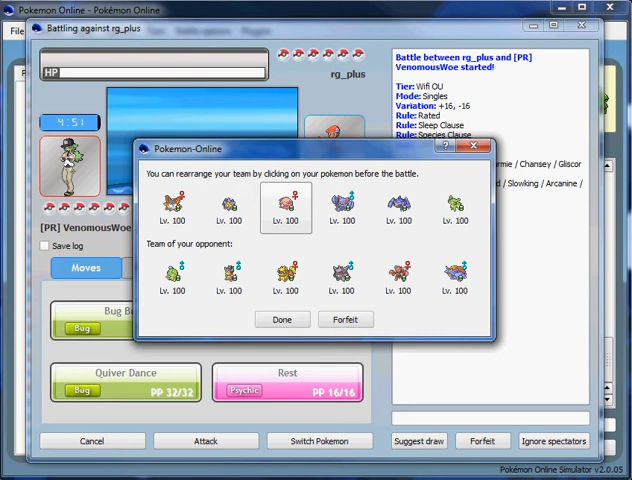 Pokemon Online - Pokémon Online
File
Battling against rg_plus
HP
rg_plus
4:51
[PR] VenomousWoe
Save log
Moves
Bug Bu
Bug
Quiver Dance
Bug
PP 32/32
Rest
Psychic
PP 16/16
Cancel
Attack
Switch Pokemon
Battle between rg_plus and [PR]
VenomousWoe started!
Tier: Wifi OU
Mode: Singles
Variation: +16, -16
Rule: Rated
Rule: Sleep Clause
Rule: Species Clause
rmie / Chansey / Gliscor
d / Slowking / Arcanine /
Pokemon-Online
You can rearrange your team by clicking on your pokemon before the battle.
Lv. 100 Lv. 100 Lv. 100 Lv. 100 Lv. 100 Lv. 100
Team of your opponent:
Lv. 100 Lv. 100 Lv. 100 Lv. 100 Lv. 100 Lv. 100
Done
Forfeit
Suggest draw
Forfeit
Ignore spectators
Pokémon Online Simulator v2.0.05